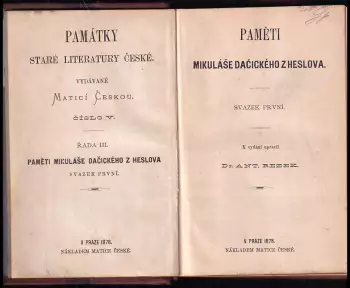 PAMÁTKY
STARÉ LITERATURY ČESKÉ.
VYDÁVANÉ
MATICÍ ČESKOU.
ČÍSLO V.
ŘADA III.
PAMĚTI MIKULÁŠE DAČICKÉHO Z HESLOVA
SVAZEK PRVNÍ.
V PRAZE 1878.
NÁKLADEM MATICE ČESKÉ.
PAMĚTI
MIKULÁŠE DAČICKÉHO Z HESLOVA.
SVAZEK PRVNÍ.
K vydání upravil
Dr. ANT. REZEK.
V PRAZE 1878.
NÁKLADEM MATICE ČESKÉ.